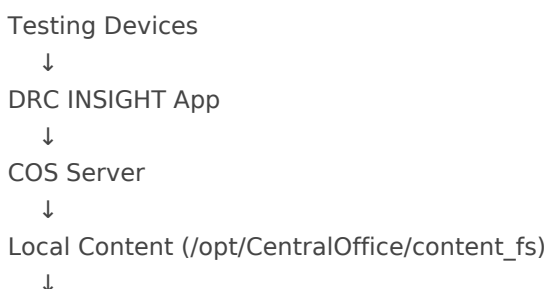 Testing Devices
↓
DRC INSIGHT App
↓
COS Server
↓
Local Content (/opt/CentralOffice/content_fs)
↓